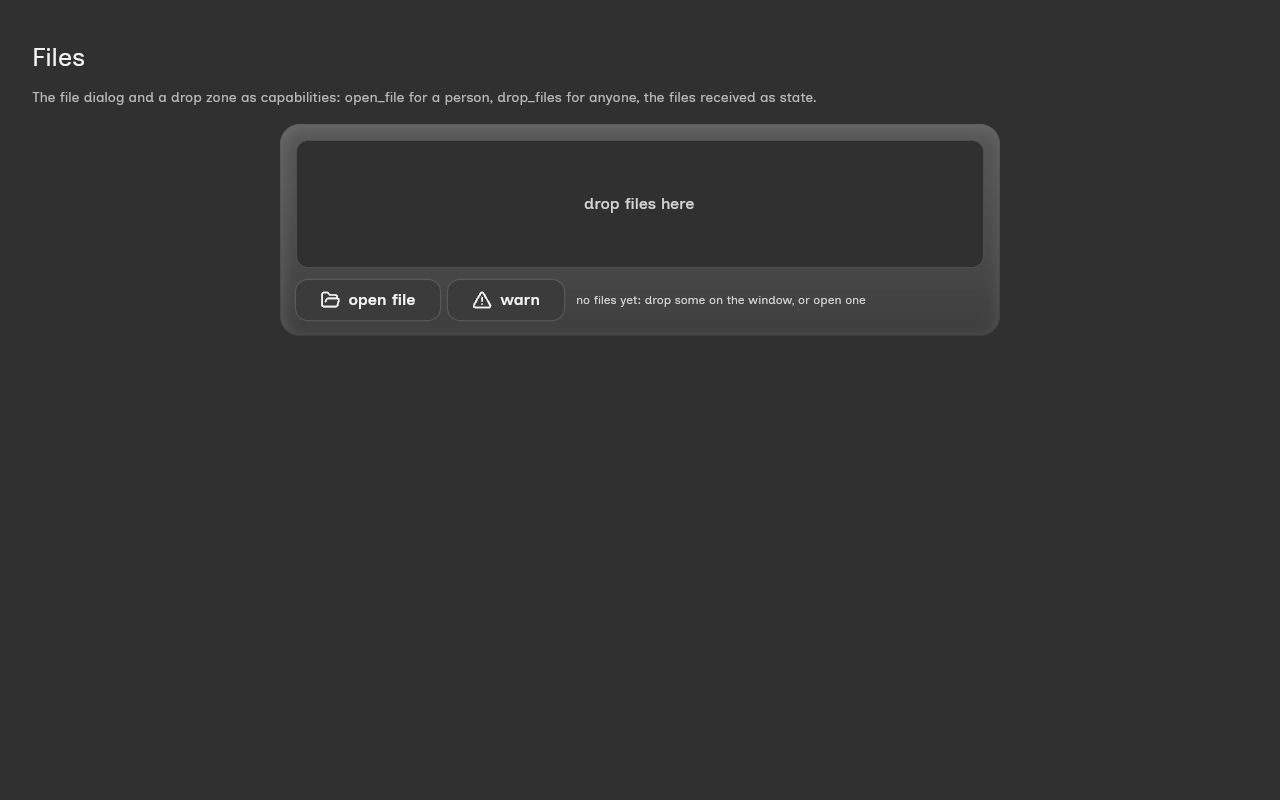 Files
The file dialog and a drop zone as capabilities: open_file for a person, drop_files for anyone, the files received as state.
drop files here
open file
warn
no files yet: drop some on the window, or open one